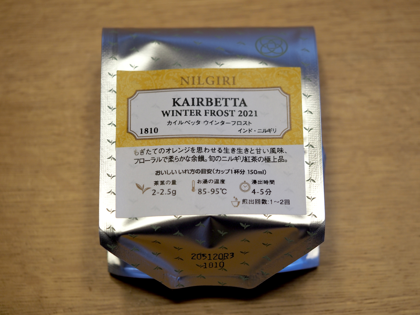 NILGIRI
KAIRBETTA
WINTER FROST 2021
カイルベッタ ウインターフロスト
1810
インド・ニルギリ
もぎたてのオレンジを思わせる生き生きと甘い風味、
フローラルで柔らかな余韻。旬のニルギリ紅茶の極上品。
おいしいいれ方の目安(カップ1杯分 150ml)
茶葉の量 お湯の温度 浸出時間
2-2.5g 85-95℃ 4-5分
煎出回数:1~2回
1810